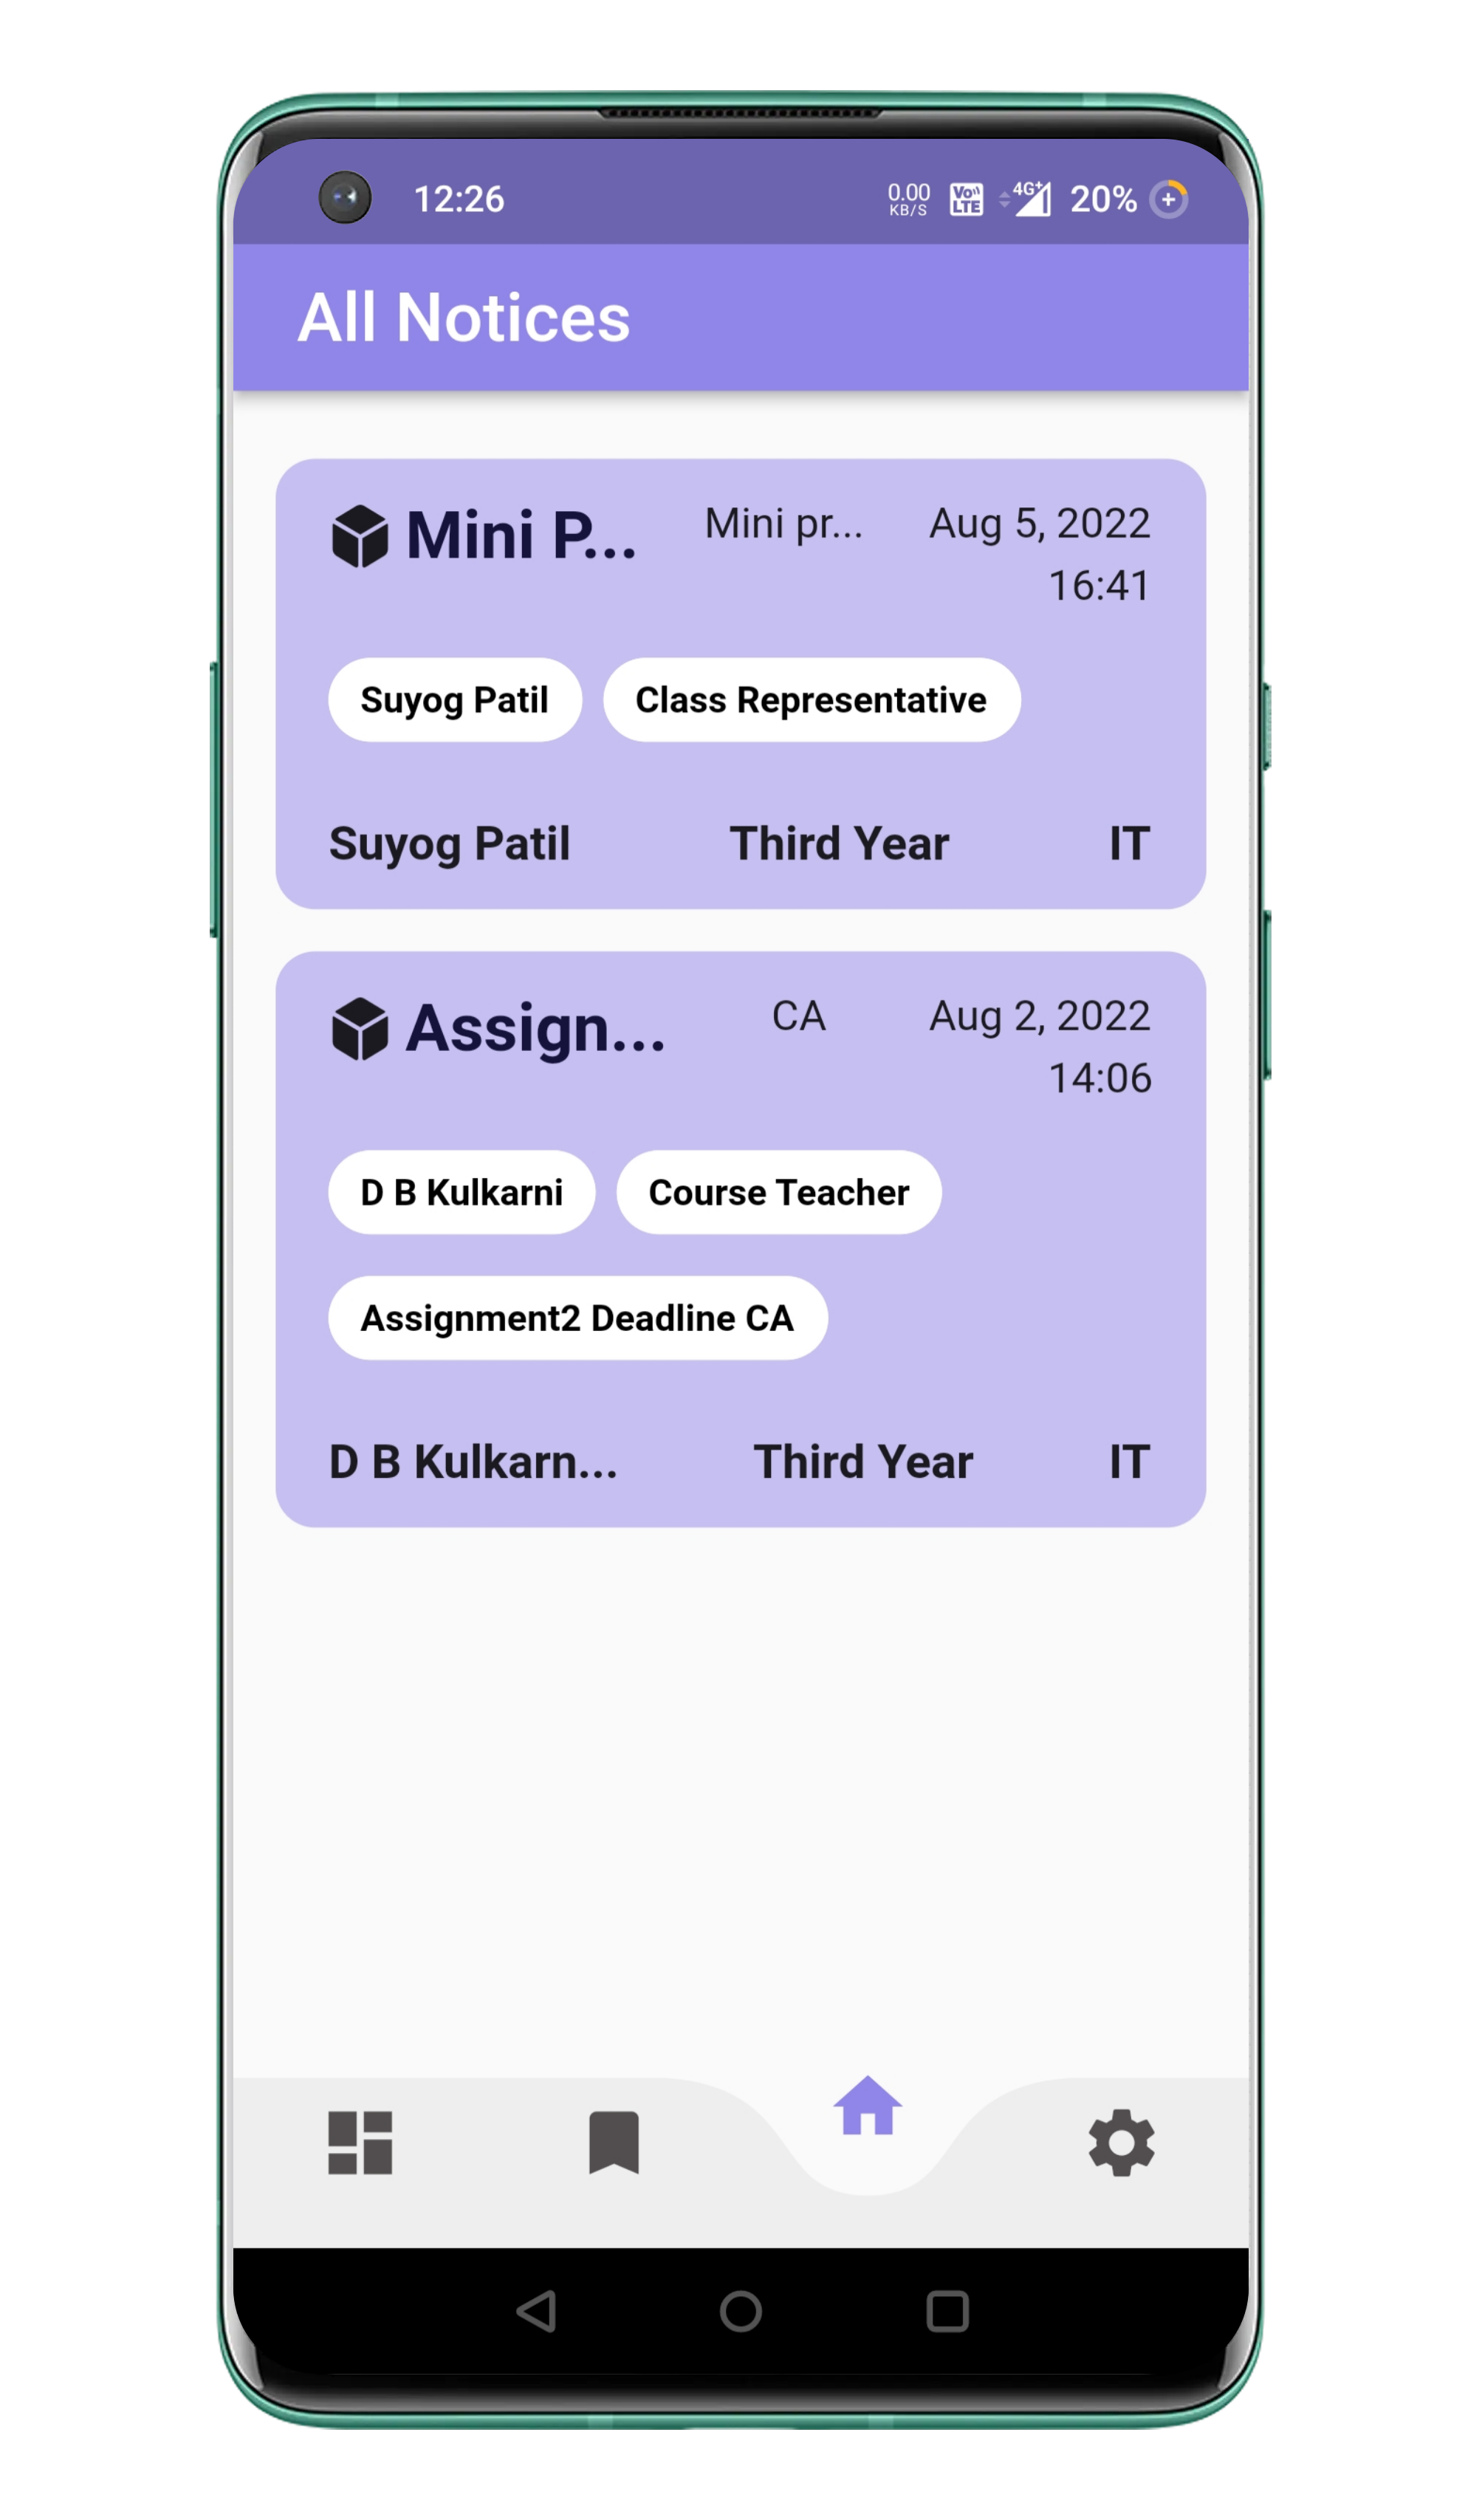 12:26
0.00
KB/S
Vo))
LTE
4G+
20%
All Notices
Mini P...
Mini pr...
Aug 5, 2022
16:41
Suyog Patil
Class Representative
Suyog Patil
Third Year
IT
Assign...
CA
Aug 2, 2022
14:06
D B Kulkarni
Course Teacher
Assignment2 Deadline CA
D B Kulkarn...
Third Year
IT